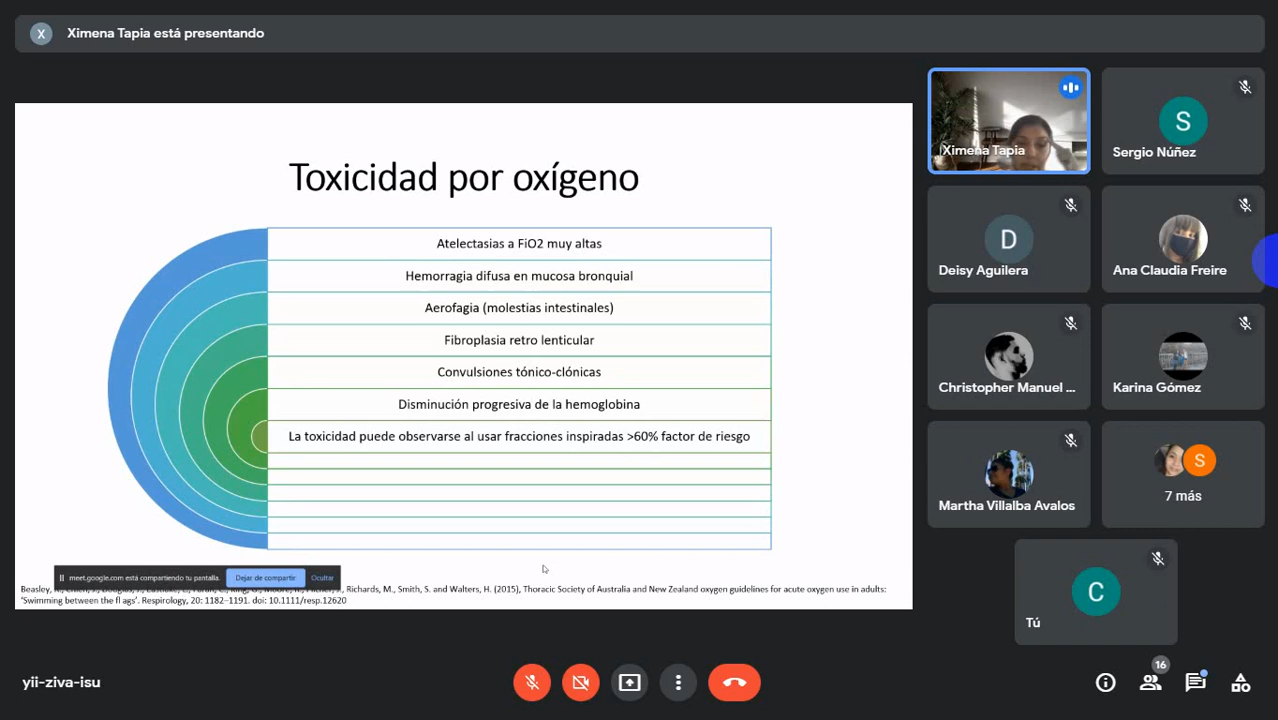 X
Ximena Tapia está presentando
Toxicidad por oxígeno
Atelectasias a FiO2 muy altas
Hemorragia difusa en mucosa bronquial
Aerofagia (molestias intestinales)
Fibroplasia retro lenticular
Convulsiones tónico-clónicas
Disminución progresiva de la hemoglobina
La toxicidad puede observarse al usar fracciones inspiradas >60% factor de riesgo
meet.google.com está compartiendo tu pantalla.
Dejar de compartir
Ocultar
Beasley, Richards, M., Smith, S. and Walters, H. (2015), Thoracic Society of Australia and New Zealand oxygen guidelines for acute oxygen use in adults:
'Swimming between the fl ags'. Respirology, 20: 1182–1191. doi: 10.1111/resp.12620
Ximena Tapia
S
Sergio Núñez
D
Deisy Aguilera
Ana Claudia Freire
Christopher Manuel ...
Karina Gómez
Martha Villalba Avalos
S
7 más
C
Tú
yii-ziva-isu
16